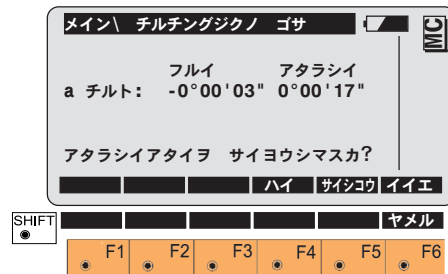 メイン\ チルチングジクノ ゴサ
MC
フルイ アタラシイ
a チルト: -0°00'03" 0°00'17"
アタラシイアタイヲ サイヨウシマスカ?
ハイ サイシコウ イイエ
SHIFT
ヤメル
F1 F2 F3 F4 F5 F6